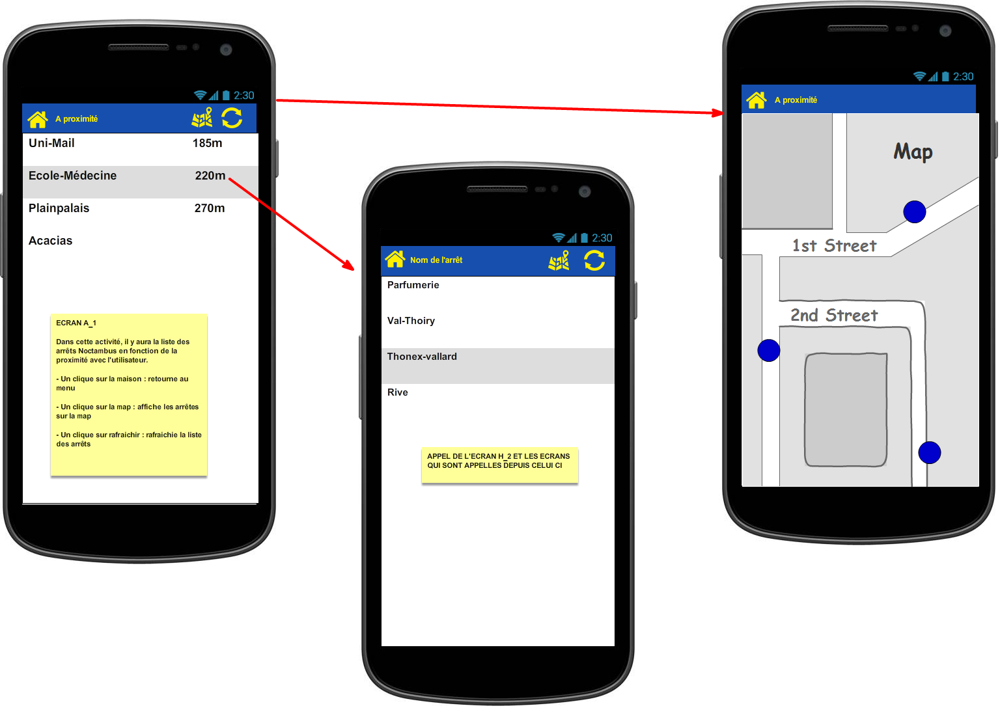 2:30
A proximité
Uni-Mail 185m
Ecole-Médecine 220m
Plainpalais 270m
Acacias
ECRAN A_1
Dans cette activité, il y aura la liste des
arrêts Noctambus en fonction de la
proximité avec l'utilisateur.
- Un clique sur la maison : retourne au
menu
- Un clique sur la map : affiche les arrêtes
sur la map
- Un clique sur rafraichir : rafraichie la liste
des arrêts
2:30
Nom de l'arrêt
Parfumerie
Val-Thoiry
Thonex-vallard
Rive
APPEL DE L'ECRAN H_2 ET LES ECRANS
QUI SONT APPELLES DEPUIS CELUI CI
2:30
A proximité
Map
1st Street
2nd Street